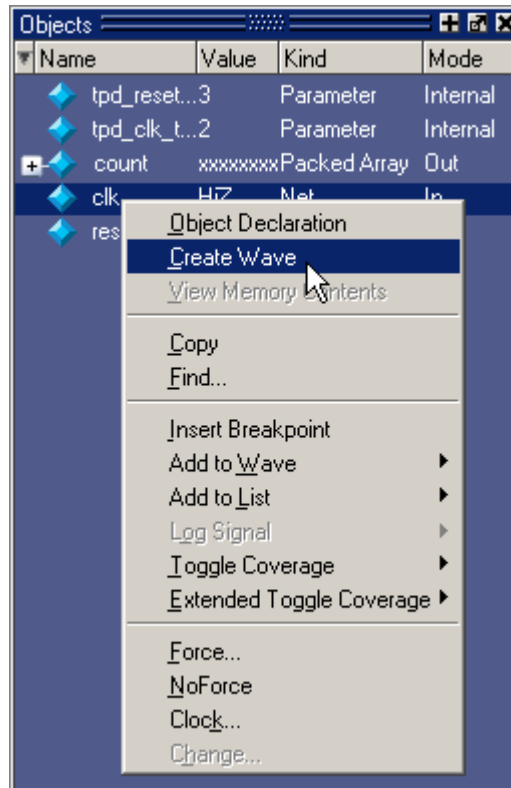 Objects
Name Value Kind Mode
tpd_reset... 3 Parameter Internal
tpd_clk_t... 2 Parameter Internal
count xxxxxxxx Packed Array Out
clk HiZ Net In
res
Object Declaration
Create Wave
View Memory Contents
Copy
Find...
Insert Breakpoint
Add to Wave
Add to List
Log Signal
Toggle Coverage
Extended Toggle Coverage
Force...
NoForce
Clock...
Change...